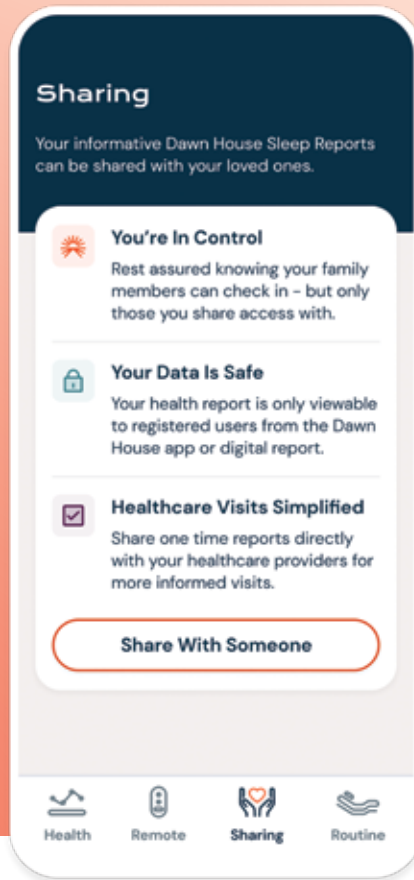 Sharing
Your informative Dawn House Sleep Reports
can be shared with your loved ones.
You're In Control
Rest assured knowing your family
members can check in - but only
those you share access with.
Your Data Is Safe
Your health report is only viewable
to registered users from the Dawn
House app or digital report.
Healthcare Visits Simplified
Share one time reports directly
with your healthcare providers for
more informed visits.
Share With Someone
Health Remote Sharing Routine